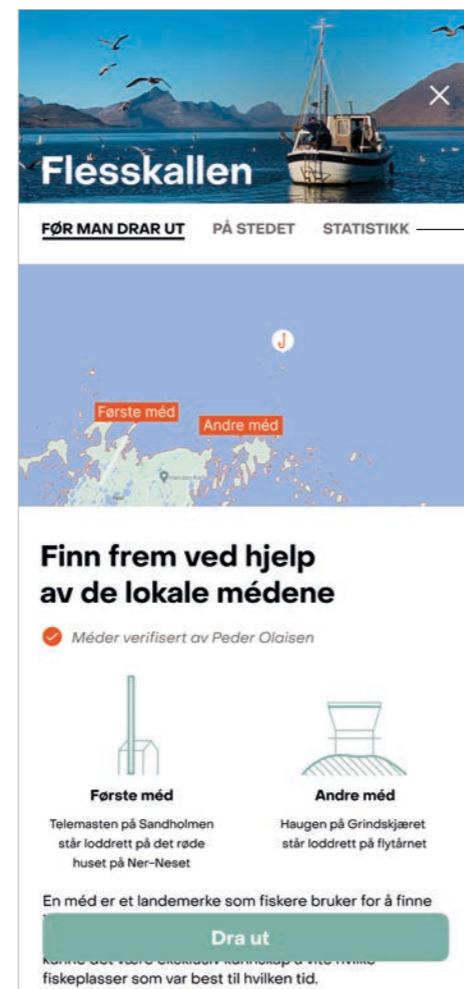 Flesskallen
FØR MAN DRAR UT
PÅ STEDET
STATISTIKK
J
Første méd
Andre méd
Finn frem ved hjelp
av de lokale médene
Méder verifisert av Peder Olaisen
Første méd
Telemasten på Sandholmen
står loddrett på det røde
huset på Ner-Neset
Andre méd
Haugen på Grindskjæret
står loddrett på flytårnet
En méd er et landemerke som fiskere bruker for å finne
Dra ut
fiskeplasser som var best til hvilken tid.